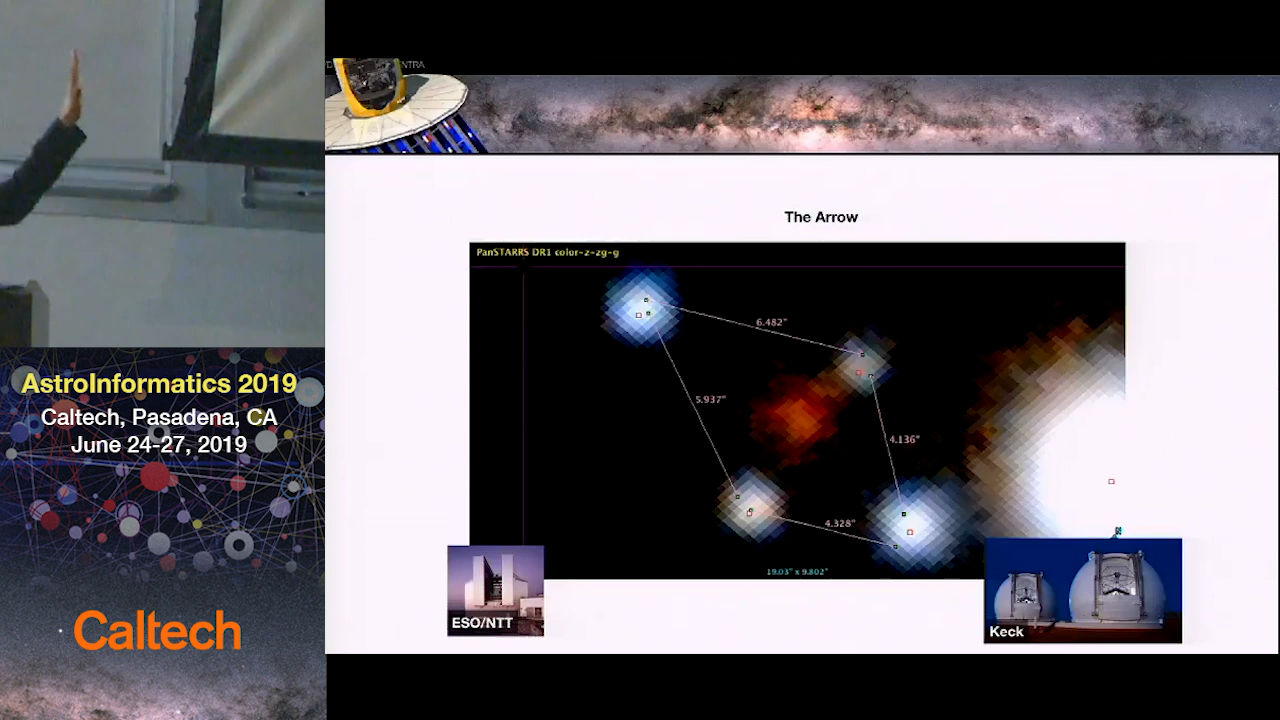 AstroInformatics 2019
Caltech, Pasadena, CA
June 24-27, 2019
Caltech
The Arrow
PanSTARRS DR1 color-z-zg-g
6.482"
5.937"
4.136"
4.328"
19.03" x 9.802"
ESO/NTT
Keck